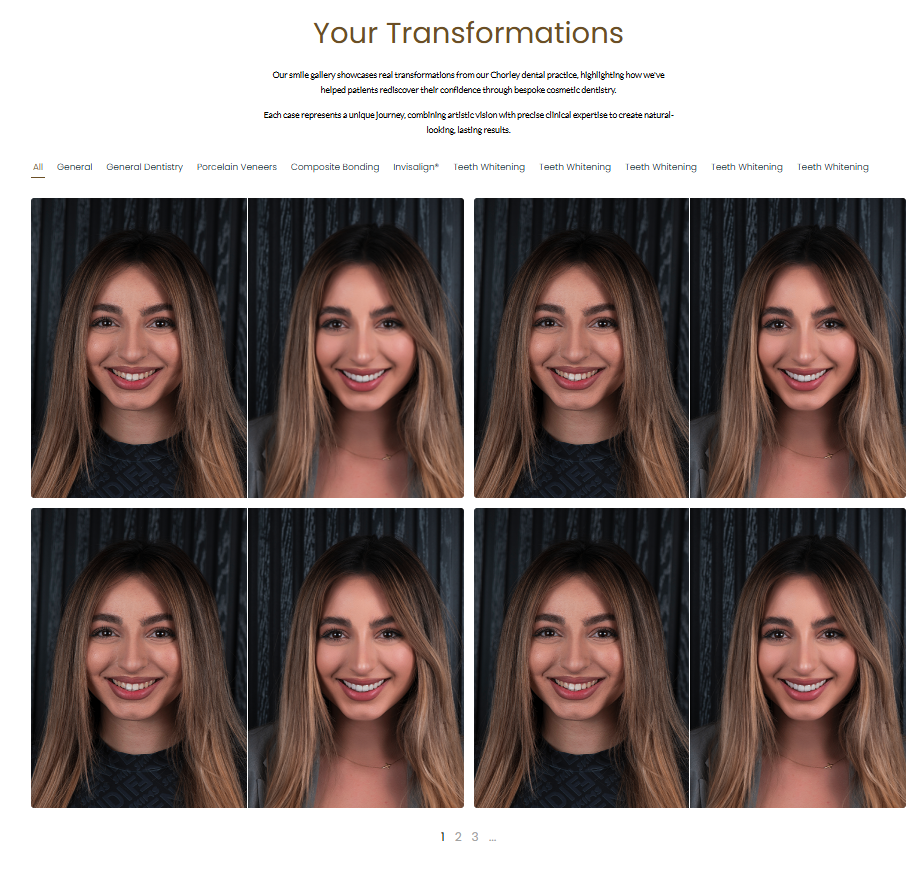 Your Transformations
Our smile gallery showcases real transformations from our Chorley dental practice, highlighting how we've
helped patients rediscover their confidence through bespoke cosmetic dentistry.
Each case represents a unique journey, combining artistic vision with precise clinical expertise to create natural-
looking, lasting results.
All General General Dentistry Porcelain Veneers Composite Bonding Invisalign® Teeth Whitening Teeth Whitening Teeth Whitening Teeth Whitening Teeth Whitening
1 2 3 ...